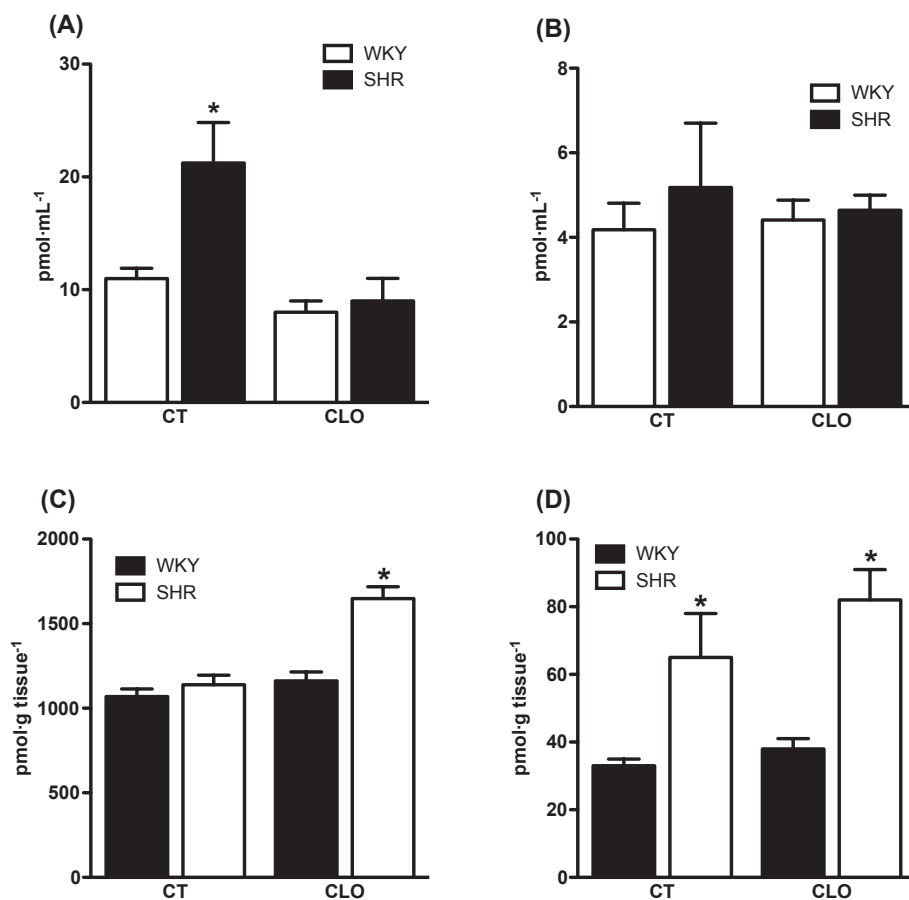 (A)
WKY
SHR
30
20
10
0
pmol·mL⁻¹
*
CT
CLO
(B)
WKY
SHR
8
6
4
2
0
pmol·mL⁻¹
CT
CLO
(C)
WKY
SHR
2000
1500
1000
500
0
pmol·g tissue⁻¹
*
CT
CLO
(D)
WKY
SHR
100
80
60
40
20
0
pmol·g tissue⁻¹
*
*
CT
CLO